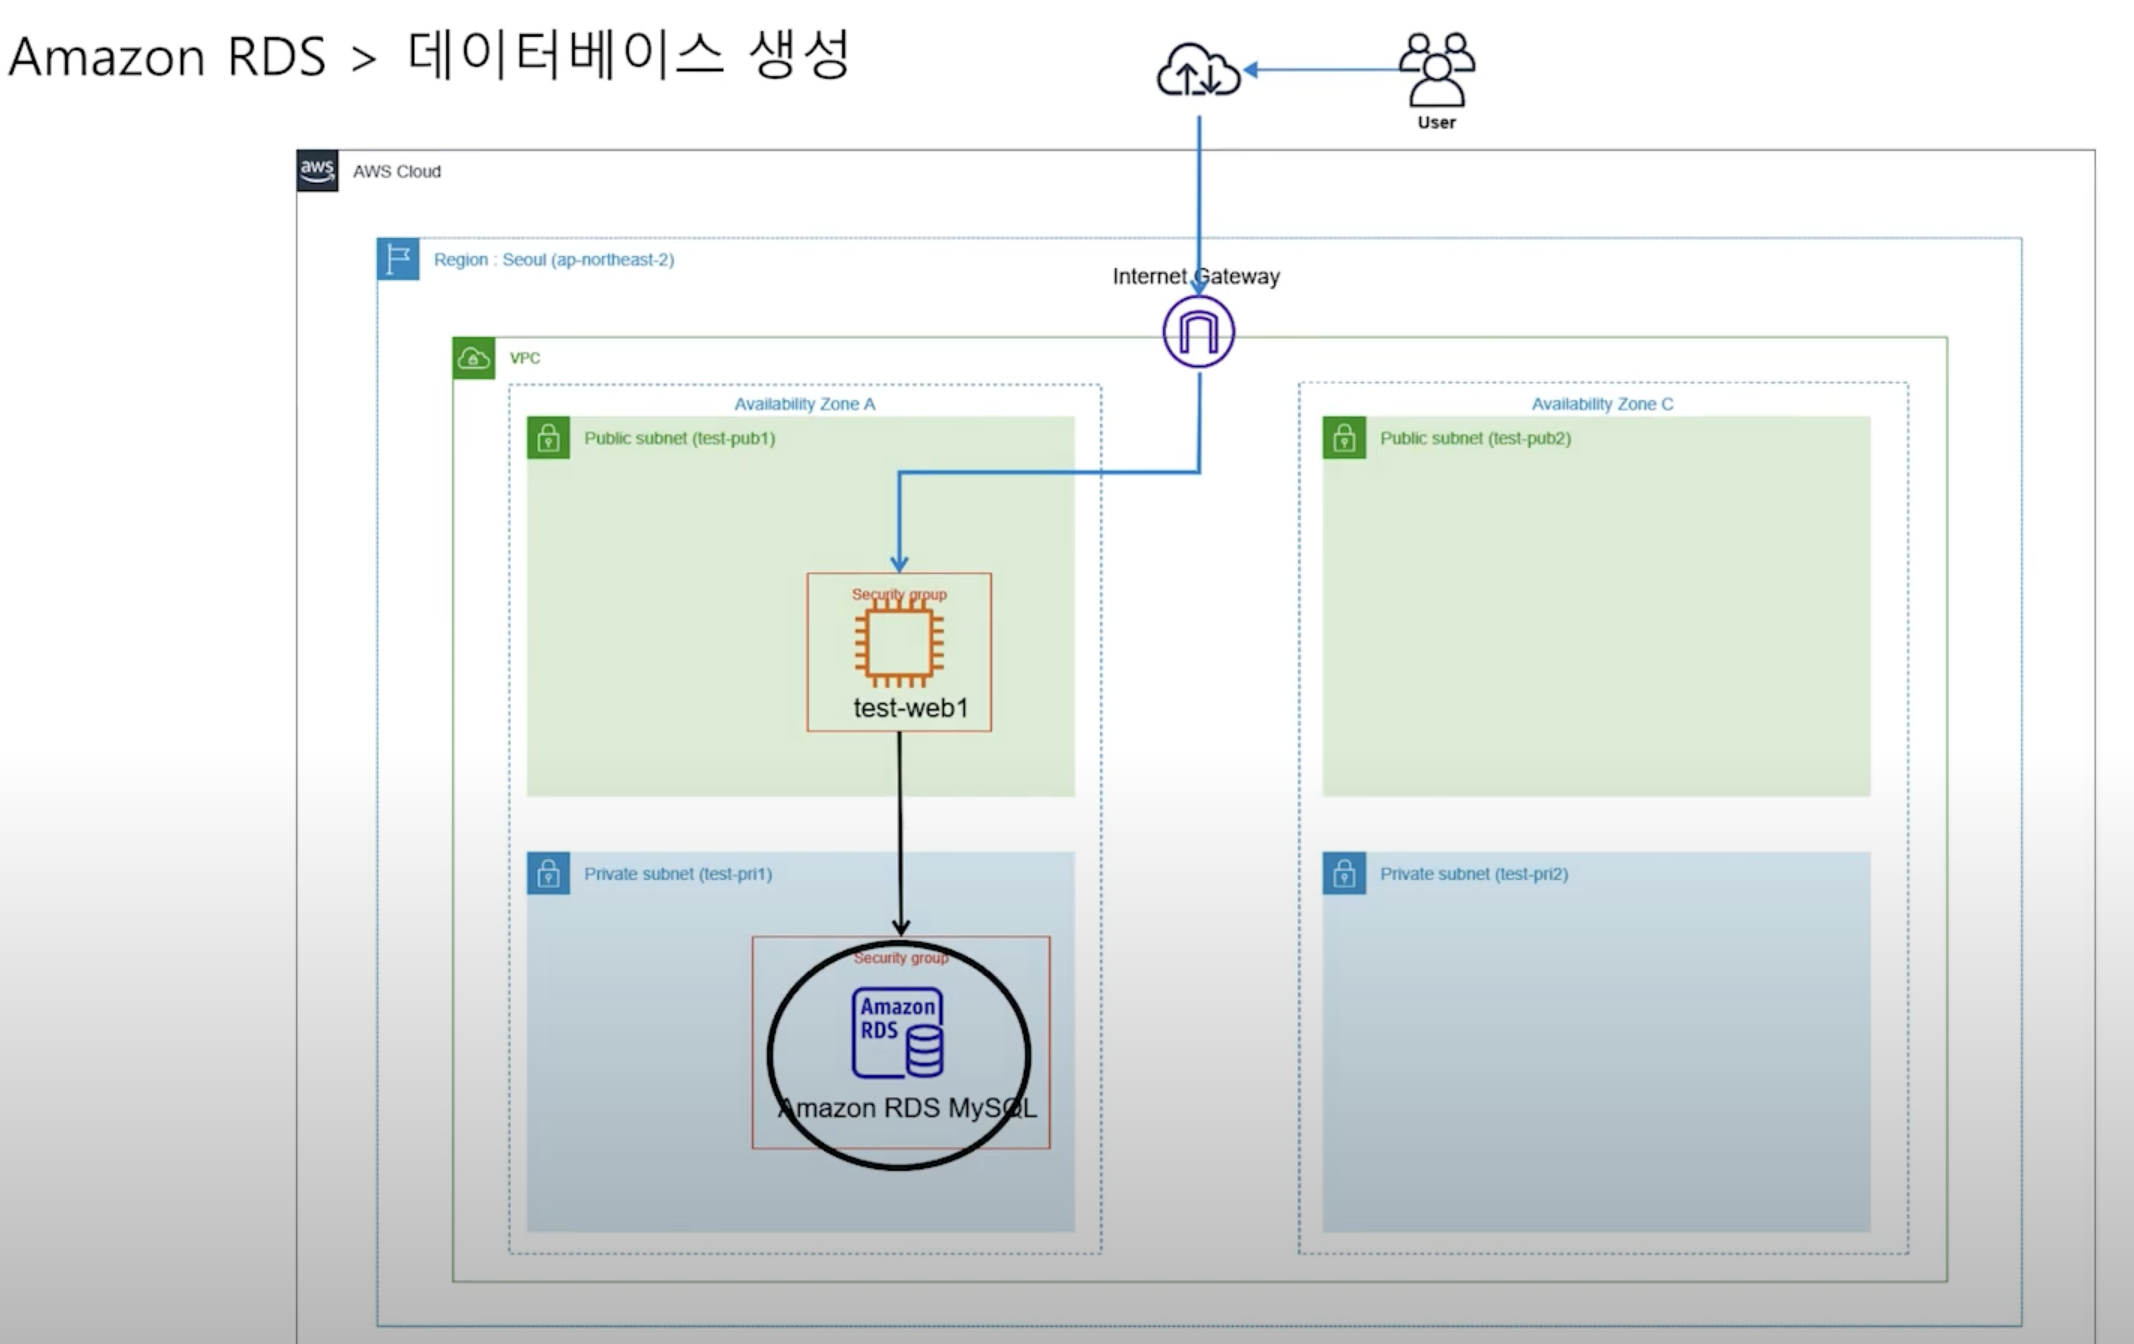 Amazon RDS > 데이터베이스 생성
User
aws
AWS Cloud
Region : Seoul (ap-northeast-2)
Internet Gateway
VPC
Availability Zone A
Availability Zone C
Public subnet (test-pub1)
Public subnet (test-pub2)
Security group
test-web1
Private subnet (test-pri1)
Private subnet (test-pri2)
Security group
Amazon
RDS
Amazon RDS MySQL